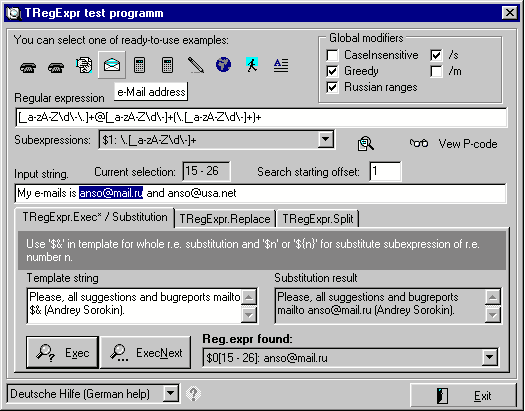 TRegExpr test programm
You can select one of ready-to-use examples:
Global modifiers
CaseInsensitive
/s
Greedy
/m
Russian ranges
e-Mail address
Regular expression
[_a-zA-Z\d\-\.]+@[_a-zA-Z\d\-]+(\.[_a-zA-Z\d\-]+)+
Subexpressions:
$1: \.[_a-zA-Z\d\-]+
Vew P-code
Input string.
Current selection:
15 - 26
Search starting offset:
1
My e-mails is anso@mail.ru and anso@usa.net
TRegExpr.Exec* / Substitution
TRegExpr.Replace
TRegExpr.Split
Use '$&' in template for whole r.e. substitution and '$n' or '${n}' for substitute subexpression of r.e.
number n.
Template string
Substitution result
Please, all suggestions and bugreports mailto
$& (Andrey Sorokin).
Please, all suggestions and bugreports
mailto anso@mail.ru (Andrey Sorokin).
Exec
ExecNext
Reg.expr found:
$0[15 - 26]: anso@mail.ru
Deutsche Hilfe (German help)
Exit